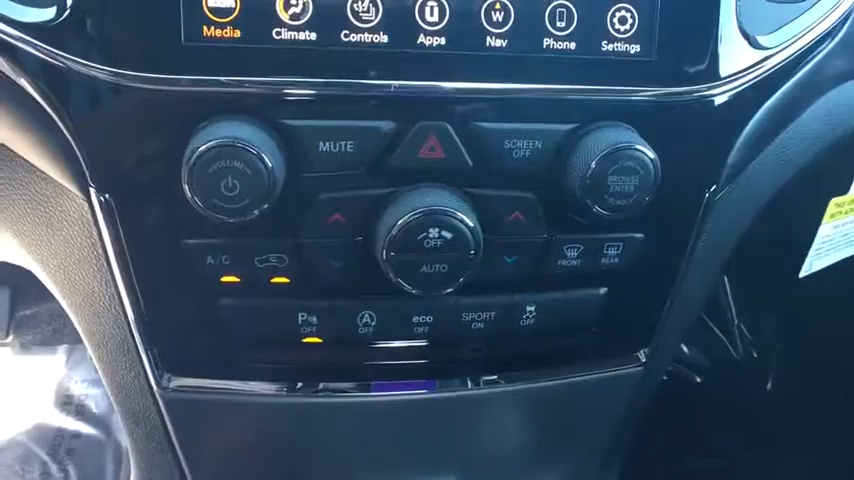 Media Climate Controls Apps Nav Phone Settings
MUTE SCREEN OFF
VOLUME
BROWSE ENTER SCROLL
OFF
AUTO
A/C FRONT REAR
P OFF A OFF eco OFF SPORT ON OFF